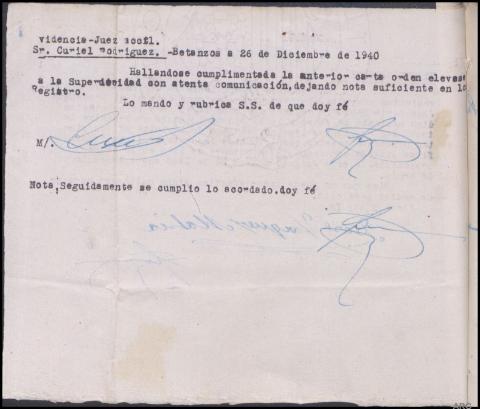 videncia-Juez accfl.
Sr. Curiel Rodriguez. -Betanzos a 26 de Diciembre de 1940
Hallandose cumplimentada la anterior carta orden elevese
a la Superioridad con atenta comunicación,dejando nota suficiente en lo
Registro.
Lo mando y rubrica S.S. de que doy fé
M/.
Nota,Seguidamente se cumplio lo acordado.doy fé